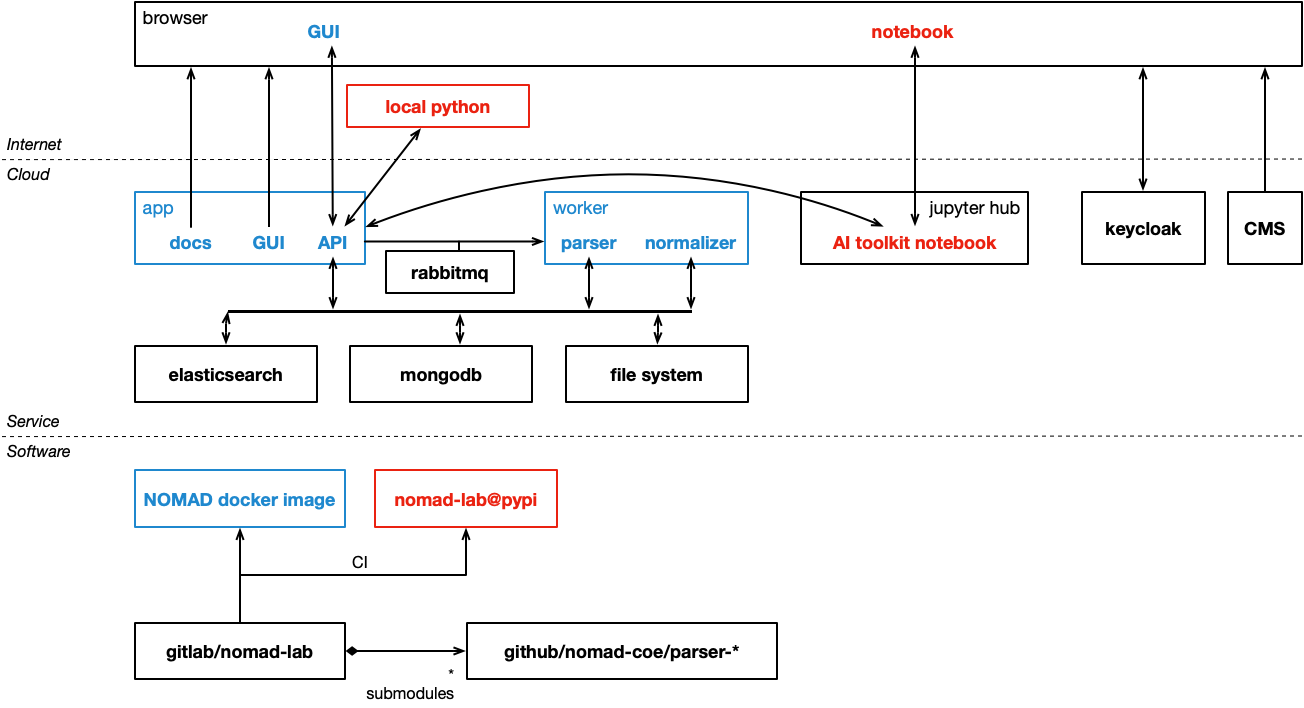 browser
GUI
notebook
local python
Internet
Cloud
app
docs
GUI
API
rabbitmq
worker
parser
normalizer
jupyter hub
AI toolkit notebook
keycloak
CMS
elasticsearch
mongodb
file system
Service
Software
NOMAD docker image
nomad-lab@pypi
CI
gitlab/nomad-lab
github/nomad-coe/parser-*
*
submodules